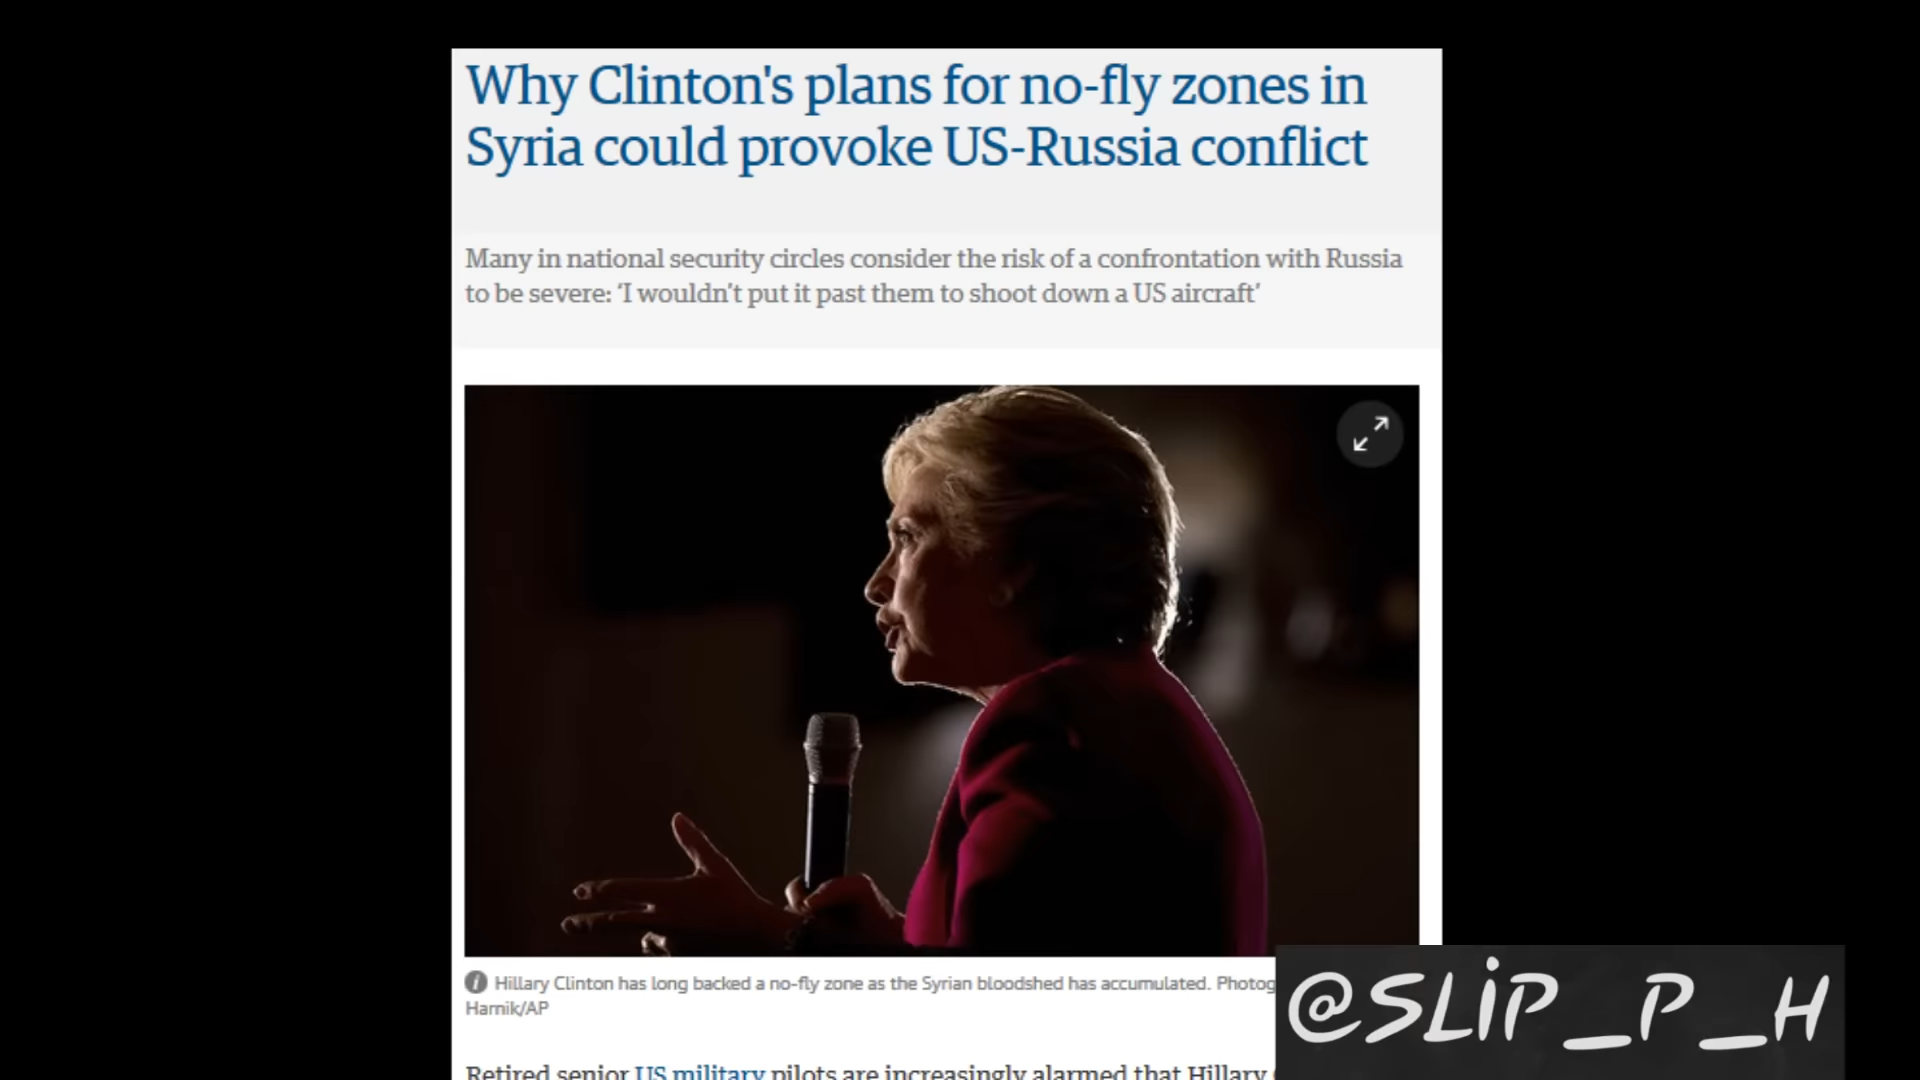 Why Clinton's plans for no-fly zones in
Syria could provoke US-Russia conflict
Many in national security circles consider the risk of a confrontation with Russia
to be severe: ‘I wouldn’t put it past them to shoot down a US aircraft’
Hillary Clinton has long backed a no-fly zone as the Syrian bloodshed has accumulated. Photog
Harnik/AP
@SLiP_P_H
Retired senior US military pilots are increasingly alarmed that Hillary